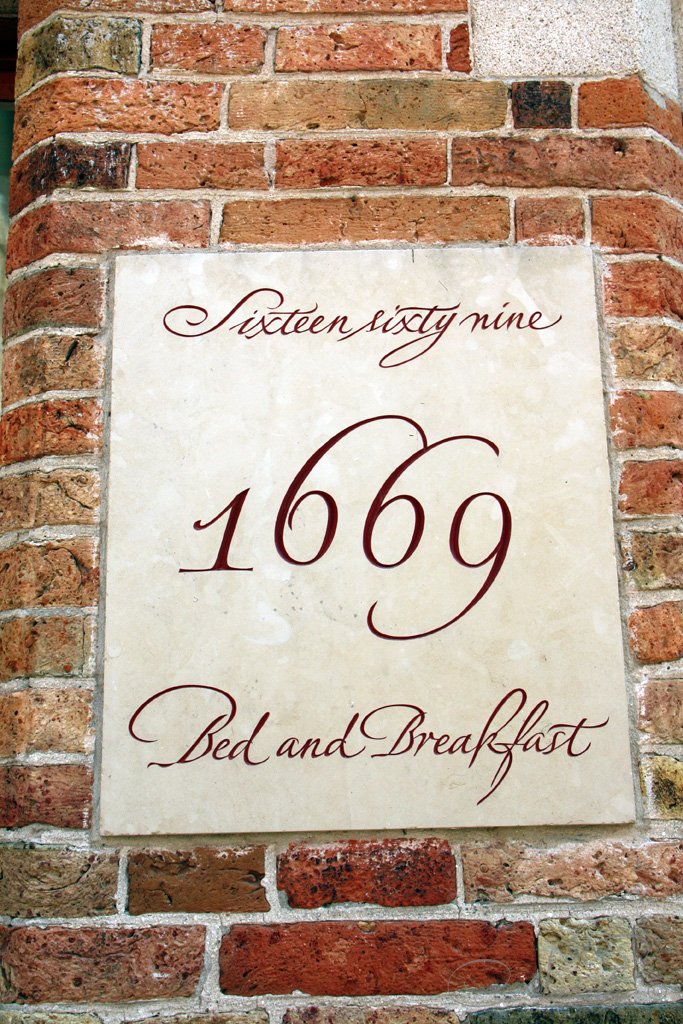 Sixteen sixty nine
1669
Bed and Breakfast